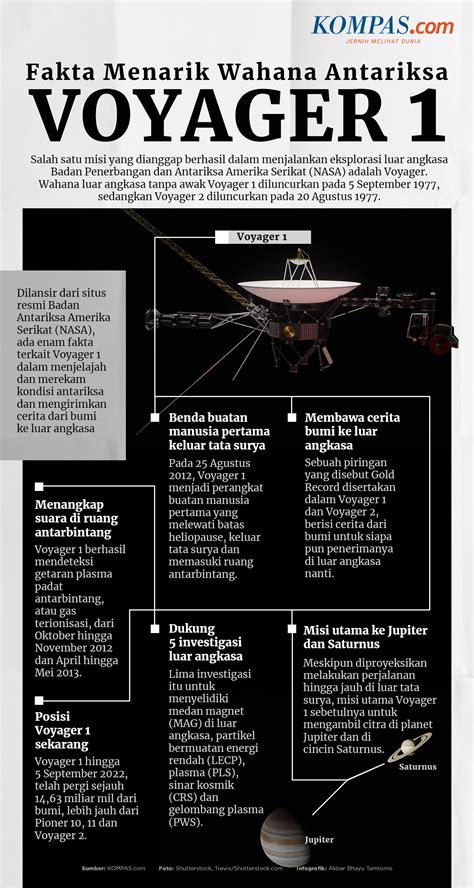 KOMPAS.com
JERNIH MELIHAT DUNIA
Fakta Menarik Wahana Antariksa
VOYAGER 1
Salah satu misi yang dianggap berhasil dalam menjalankan eksplorasi luar angkasa
Badan Penerbangan dan Antariksa Amerika Serikat (NASA) adalah Voyager.
Wahana luar angkasa tanpa awak Voyager 1 diluncurkan pada 5 September 1977,
sedangkan Voyager 2 diluncurkan pada 20 Agustus 1977.
Voyager 1
Dilansir dari situs
resmi Badan
Antariksa Amerika
Serikat (NASA),
ada enam fakta
terkait Voyager 1
dalam menjelajah
dan merekam
kondisi antariksa
dan mengirimkan
cerita dari bumi
ke luar angkasa
Benda buatan
manusia pertama
keluar tata surya
Pada 25 Agustus
2012, Voyager 1
menjadi perangkat
buatan manusia
pertama yang
melewati batas
heliopause, keluar
tata surya dan
memasuki ruang
antarbintang.
Membawa cerita
bumi ke luar
angkasa
Sebuah piringan
yang disebut Gold
Record disertakan
dalam Voyager 1
dan Voyager 2,
berisi cerita dari
bumi untuk siapa
pun penerimanya
di luar angkasa
nanti.
Menangkap
suara di ruang
antarbintang
Voyager 1 berhasil
mendeteksi
getaran plasma
padat
antarbintang,
atau gas
terionisasi, dari
Oktober hingga
November 2012
dan April hingga
Mei 2013.
Dukung
5 investigasi
luar angkasa
Lima investigasi
itu untuk
menyelidiki
medan magnet
(MAG) di luar
angkasa, partikel
bermuatan energi
rendah (LECP),
plasma (PLS),
sinar kosmik
(CRS) dan
gelombang plasma
(PWS).
Misi utama ke Jupiter
dan Saturnus
Meskipun diproyeksikan
melakukan perjalanan
hingga jauh di luar tata
surya, misi utama Voyager
1 sebetulnya untuk
mengambil citra di planet
Jupiter dan di
cincin Saturnus.
Saturnus
Jupiter
Posisi
Voyager 1
sekarang
Voyager 1 hingga
5 September 2022,
telah pergi sejauh
14,63 miliar mil dari
bumi, lebih jauh dari
Pioner 10, 11 dan
Voyager 2.
Sumber: KOMPAS.com Foto: Shutterstock, Trevix/Shutterstock.com Infografik: Akbar Bhayu Tamtomo